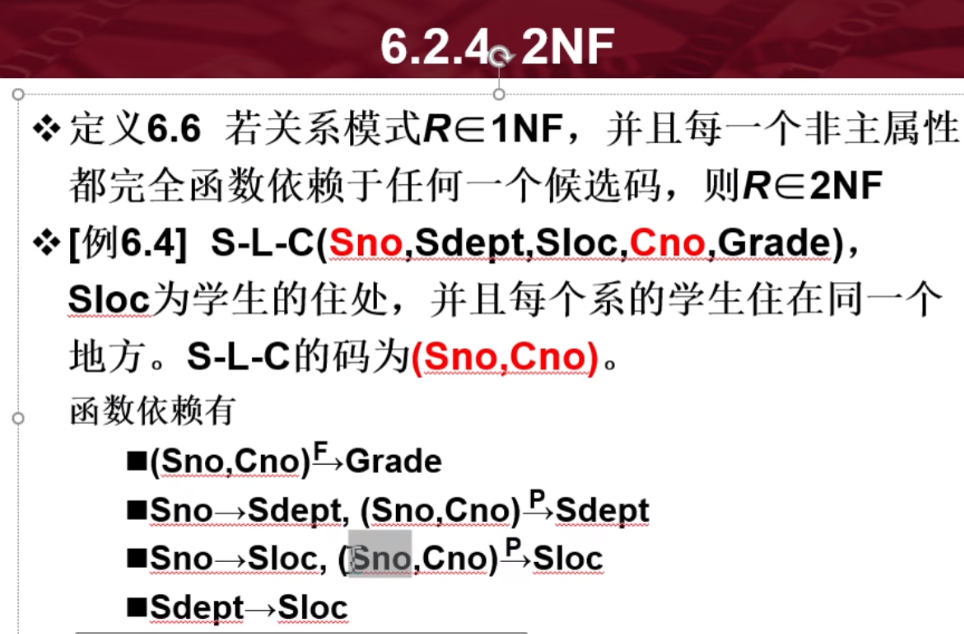 6.2.4 2NF
❖定义6.6 若关系模式R∈1NF，并且每一个非主属性
都完全函数依赖于任何一个候选码，则R∈2NF
❖[例6.4] S-L-C(Sno,Sdept,Sloc,Cno,Grade)，
Sloc为学生的住处，并且每个系的学生住在同一个
地方。S-L-C的码为(Sno,Cno)。
函数依赖有
■(Sno,Cno)F→Grade
■Sno→Sdept, (Sno,Cno)P→Sdept
■Sno→Sloc, (Sno,Cno)P→Sloc
■Sdept→Sloc